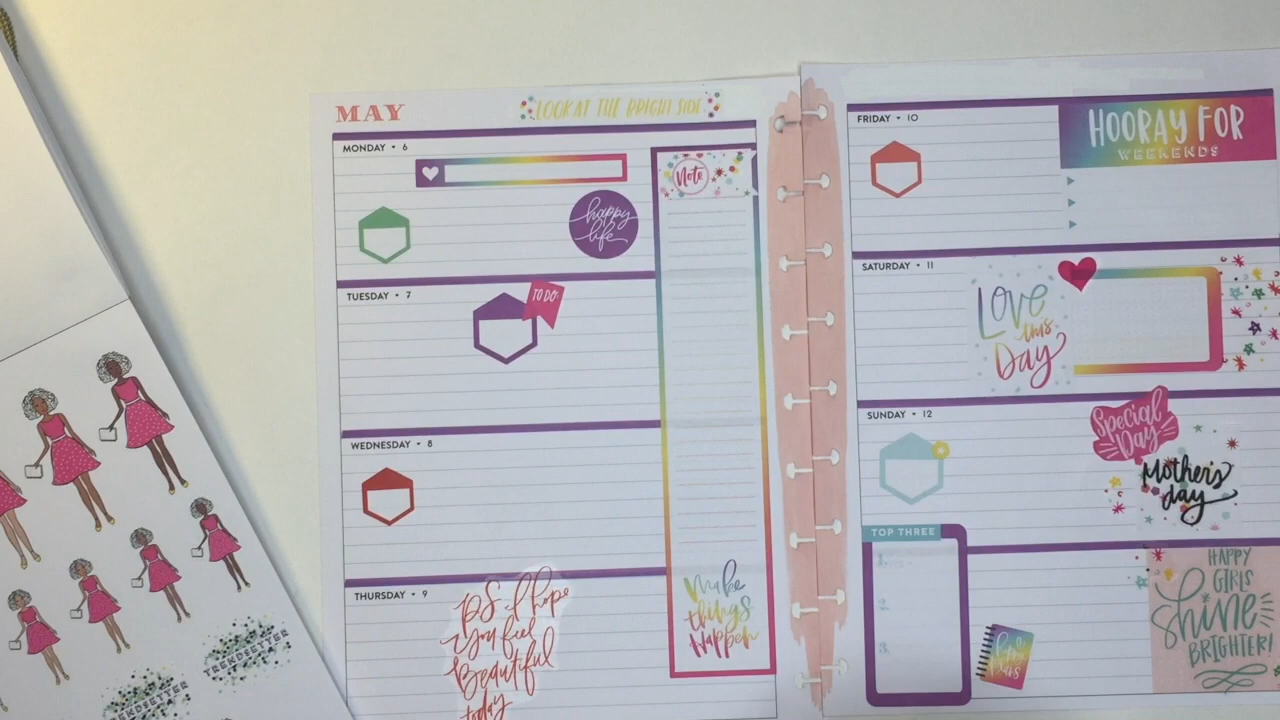 MAY
LOOK AT THE BRIGHT SIDE
MONDAY • 6
happy
life
Note
TUESDAY • 7
TO DO:
WEDNESDAY • 8
THURSDAY • 9
PS I hope
you feel
Beautiful
today
Make
things
Happen
FRIDAY • 10
HOORAY FOR
WEEKENDS
SATURDAY • 11
LOVE
this
Day
SUNDAY • 12
Special
Day
Mother's
day
TOP THREE
2.
3.
HAPPY
GIRLS
Shine
BRIGHTER!
TRENDSETTER